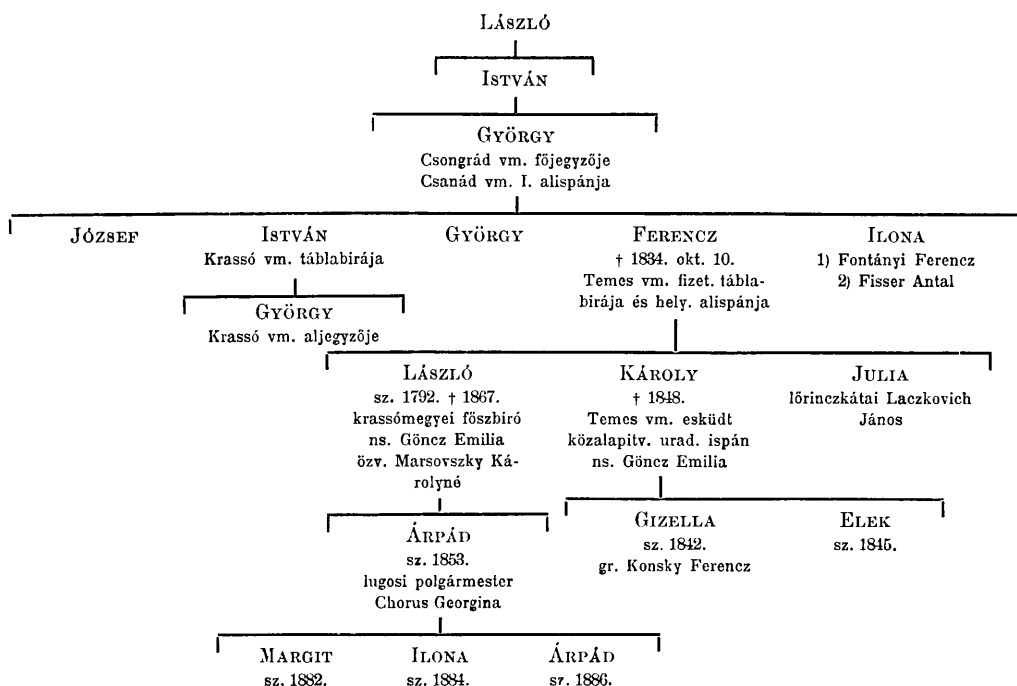 LÁSZLÓ
ISTVÁN
GYÖRGY
Csongrád vm. főjegyzője
Csanád vm. I. alispánja
JÓZSEF
ISTVÁN
Krassó vm. táblabirája
GYÖRGY
FERENCZ
† 1834. okt. 10.
Temes vm. fizet. tábla-
birája és hely. alispánja
ILONA
1) Fontányi Ferencz
2) Fisser Antal
GYÖRGY
Krassó vm. aljegyzője
LÁSZLÓ
sz. 1792. † 1867.
krassómegyei főszbiró
ns. Göncz Emilia
özv. Marsovszky Ká-
rolyné
KÁROLY
† 1848.
Temes vm. esküdt
közalapitv. urad. ispán
ns. Göncz Emilia
JULIA
lőrinczkátai Laczkovich
János
ÁRPÁD
sz. 1853.
lugosi polgármester
Chorus Georgina
GIZELLA
sz. 1842.
gr. Konsky Ferencz
ELEK
sz. 1845.
MARGIT
sz. 1882.
ILONA
sz. 1884.
ÁRPÁD
sz. 1886.